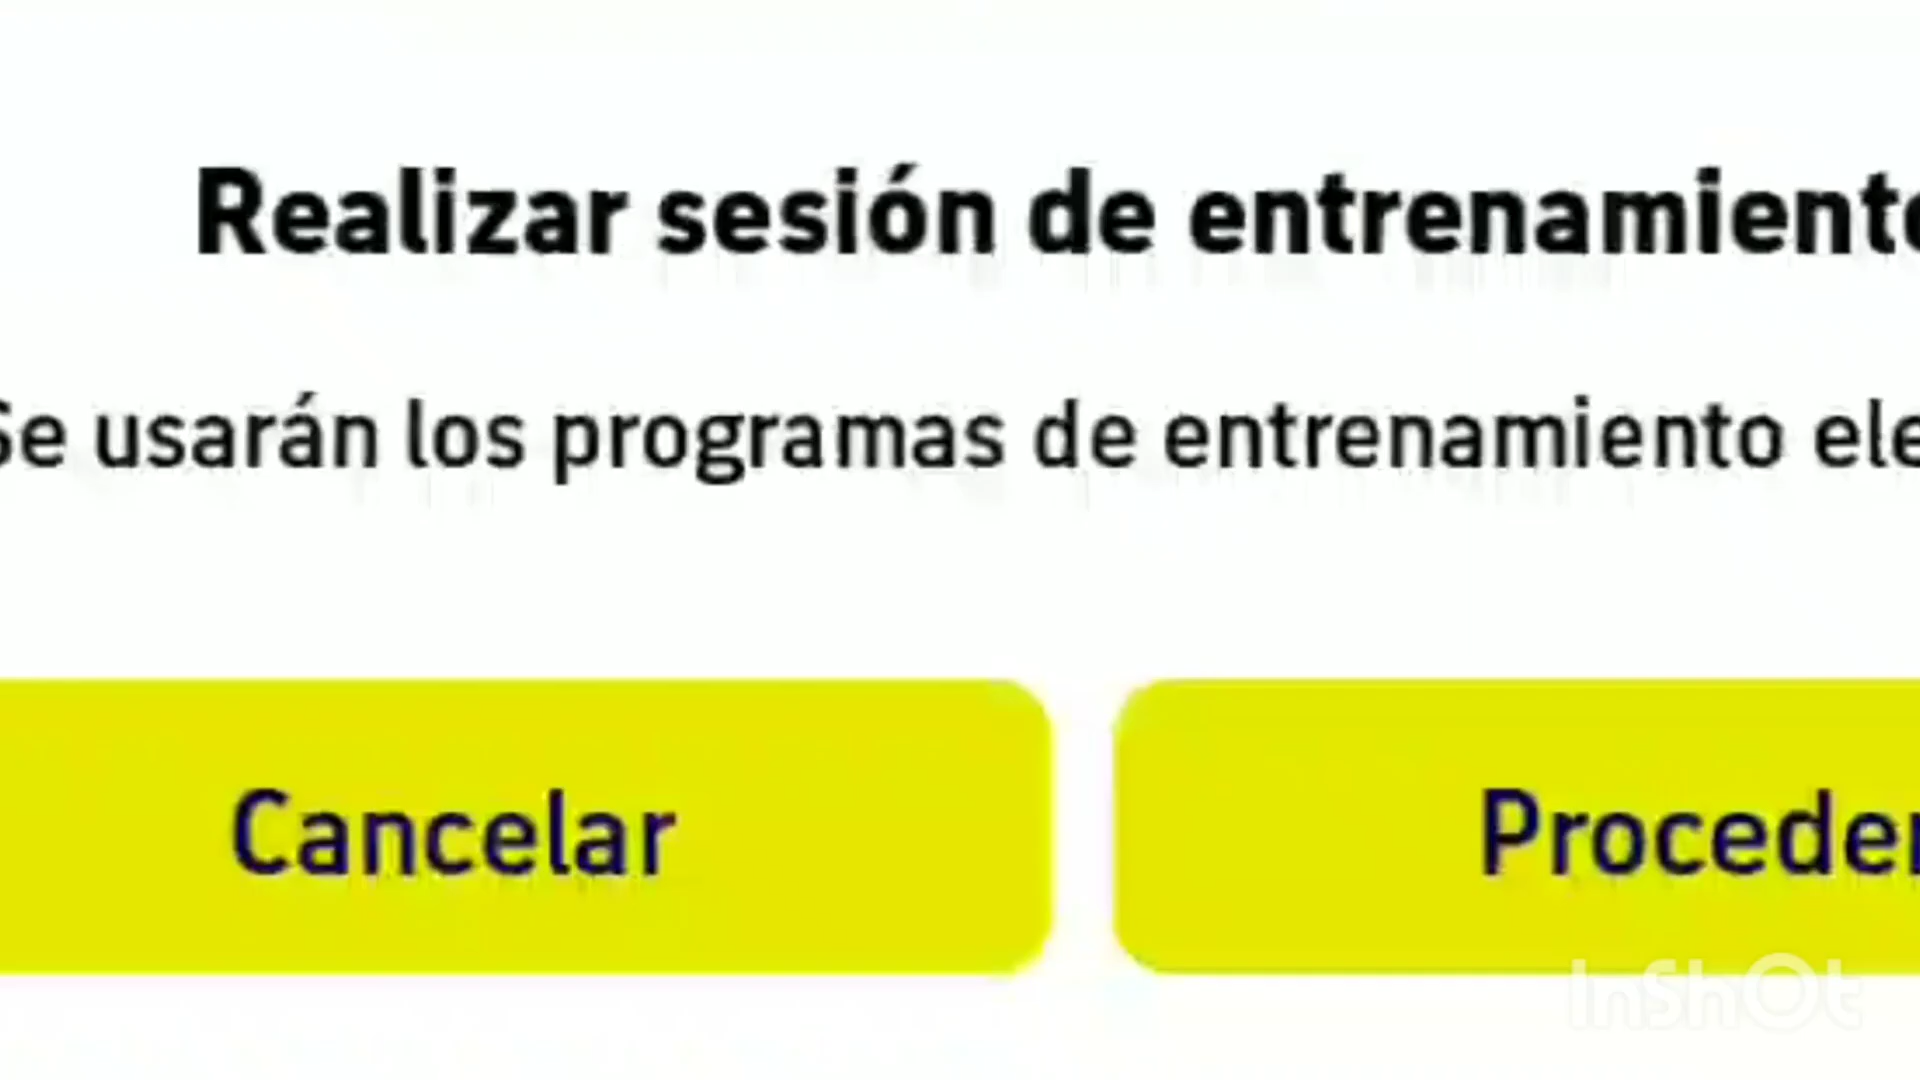 Realizar sesión de entrenamiento
Se usarán los programas de entrenamiento ele
Cancelar
Proceder
InShOt